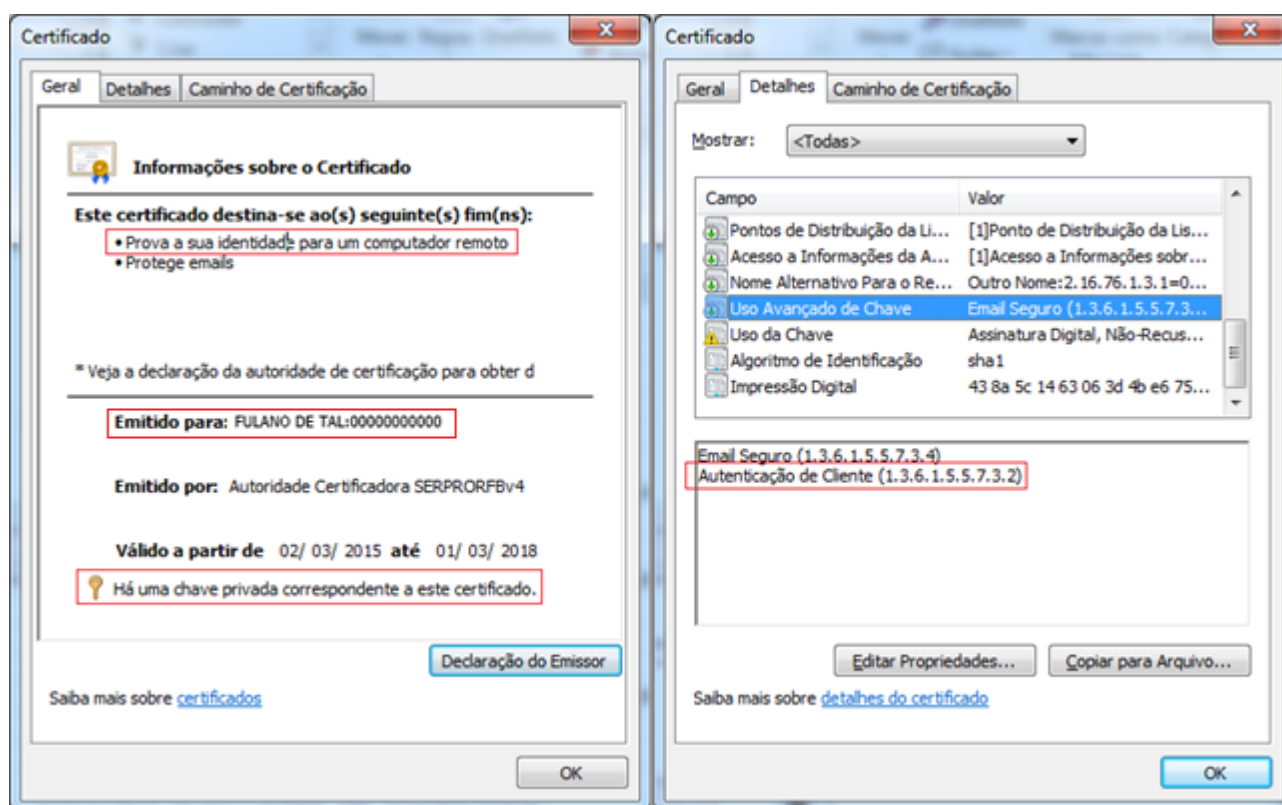 Certificado
Geral Detalhes Caminho de Certificação
Informações sobre o Certificado
Este certificado destina-se ao(s) seguinte(s) fim(ns):
• Prova a sua identidade para um computador remoto
• Protege emails
* Veja a declaração da autoridade de certificação para obter d
Emitido para: FULANO DE TAL:00000000000
Emitido por: Autoridade Certificadora SERPRORFBv4
Válido a partir de 02/ 03/ 2015 até 01/ 03/ 2018
Há uma chave privada correspondente a este certificado.
Declaração do Emissor
Saiba mais sobre certificados
OK
Certificado
Geral Detalhes Caminho de Certificação
Mostrar: <Todas>
Campo Valor
Pontos de Distribuição da Li... [1]Ponto de Distribuição da Lis...
Acesso a Informações da A... [1]Acesso a Informações sobr...
Nome Alternativo Para o Re... Outro Nome:2.16.76.1.3.1=0...
Uso Avançado de Chave Email Seguro (1.3.6.1.5.5.7.3...
Uso da Chave Assinatura Digital, Não-Recus...
Algoritmo de Identificação sha1
Impressão Digital 43 8a 5c 14 63 06 3d 4b e6 75...
Email Seguro (1.3.6.1.5.5.7.3.4)
Autenticação de Cliente (1.3.6.1.5.5.7.3.2)
Editar Propriedades... Copiar para Arquivo...
Saiba mais sobre detalhes do certificado
OK